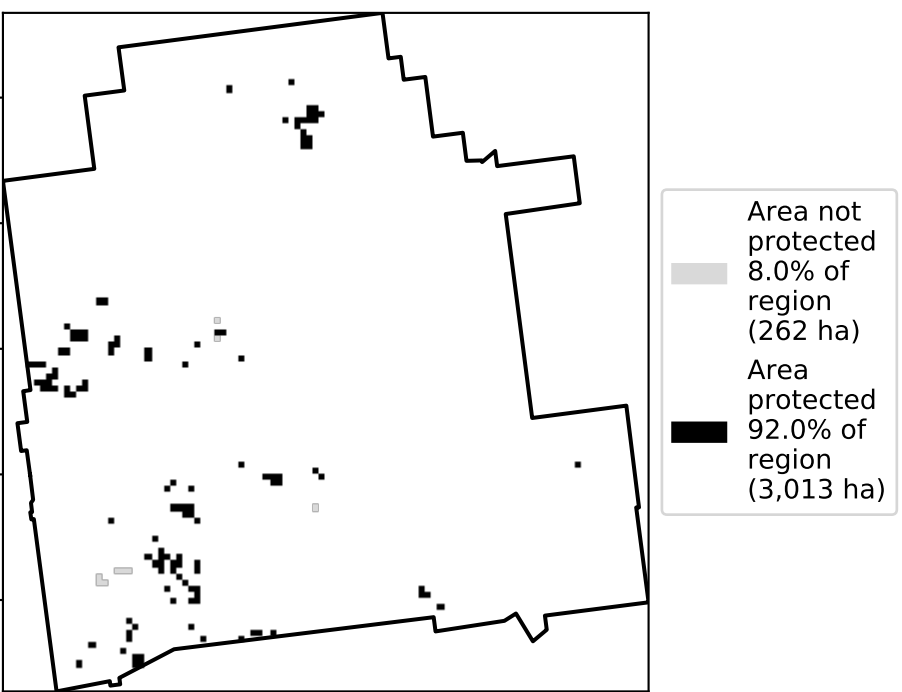 Area not
protected
8.0% of
region
(262 ha)
Area
protected
92.0% of
region
(3,013 ha)